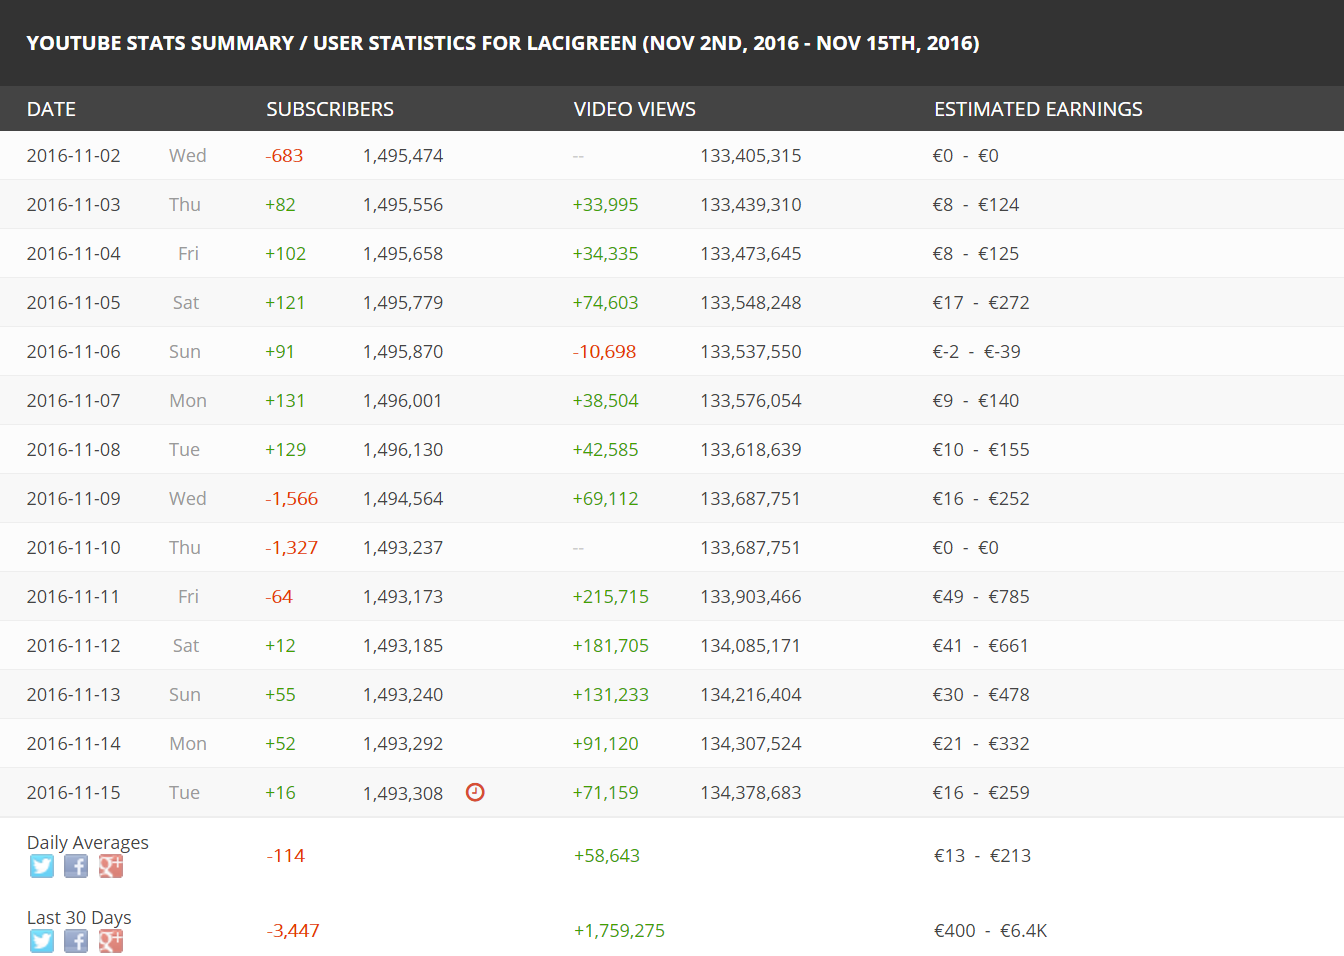 YOUTUBE STATS SUMMARY / USER STATISTICS FOR LACIGREEN (NOV 2ND, 2016 - NOV 15TH, 2016)
DATE SUBSCRIBERS VIDEO VIEWS ESTIMATED EARNINGS
2016-11-02 Wed -683 1,495,474 -- 133,405,315 €0 - €0
2016-11-03 Thu +82 1,495,556 +33,995 133,439,310 €8 - €124
2016-11-04 Fri +102 1,495,658 +34,335 133,473,645 €8 - €125
2016-11-05 Sat +121 1,495,779 +74,603 133,548,248 €17 - €272
2016-11-06 Sun +91 1,495,870 -10,698 133,537,550 €-2 - €-39
2016-11-07 Mon +131 1,496,001 +38,504 133,576,054 €9 - €140
2016-11-08 Tue +129 1,496,130 +42,585 133,618,639 €10 - €155
2016-11-09 Wed -1,566 1,494,564 +69,112 133,687,751 €16 - €252
2016-11-10 Thu -1,327 1,493,237 -- 133,687,751 €0 - €0
2016-11-11 Fri -64 1,493,173 +215,715 133,903,466 €49 - €785
2016-11-12 Sat +12 1,493,185 +181,705 134,085,171 €41 - €661
2016-11-13 Sun +55 1,493,240 +131,233 134,216,404 €30 - €478
2016-11-14 Mon +52 1,493,292 +91,120 134,307,524 €21 - €332
2016-11-15 Tue +16 1,493,308 +71,159 134,378,683 €16 - €259
Daily Averages -114 +58,643 €13 - €213
Last 30 Days -3,447 +1,759,275 €400 - €6.4K